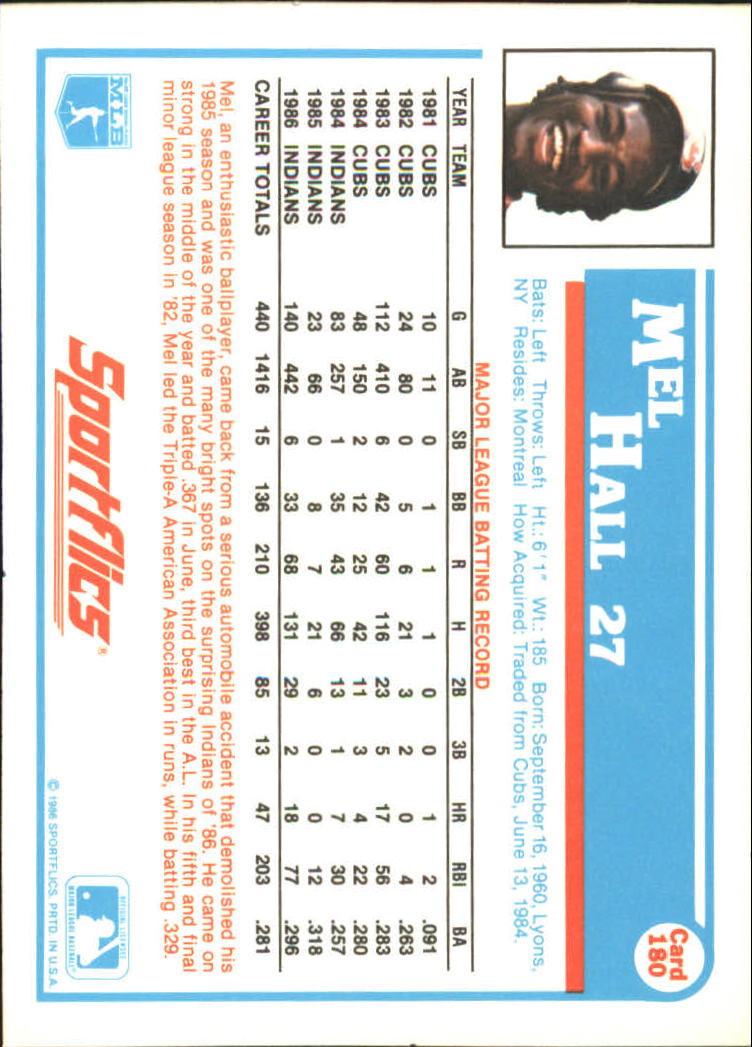 MEL
HALL 27
Card
180
Bats: Left Throws: Left Ht.: 6'1" Wt.: 185 Born: September 16, 1960, Lyons,
NY Resides: Montreal How Acquired: Traded from Cubs, June 13, 1984.
MAJOR LEAGUE BATTING RECORD
YEAR TEAM G AB SB BB R H 2B 3B HR RBI BA
1981 CUBS 10 11 0 1 1 1 0 0 1 2 .091
1982 CUBS 24 80 0 5 6 21 3 2 0 4 .263
1983 CUBS 112 410 6 42 60 116 23 5 17 56 .283
1984 CUBS 48 150 2 12 25 42 11 3 4 22 .280
1984 INDIANS 83 257 1 35 43 66 13 1 7 30 .257
1985 INDIANS 23 66 0 8 7 21 6 0 0 12 .318
1986 INDIANS 140 442 6 33 68 131 29 2 18 77 .296
CAREER TOTALS 440 1416 15 136 210 398 85 13 47 203 .281
Mel, an enthusiastic ballplayer, came back from a serious automobile accident that demolished his
1985 season and was one of the many bright spots on the surprising Indians of '86. He came on
strong in the middle of the year and batted .367 in June, third best in the A.L. In his fifth and final
minor league season in '82, Mel led the Triple-A American Association in runs, while batting .329.
MLB
Sportflics®
OFFICIAL LICENSEE
MAJOR LEAGUE BASEBALL®
© 1986 SPORTFLICS, PRTD. IN U.S.A.